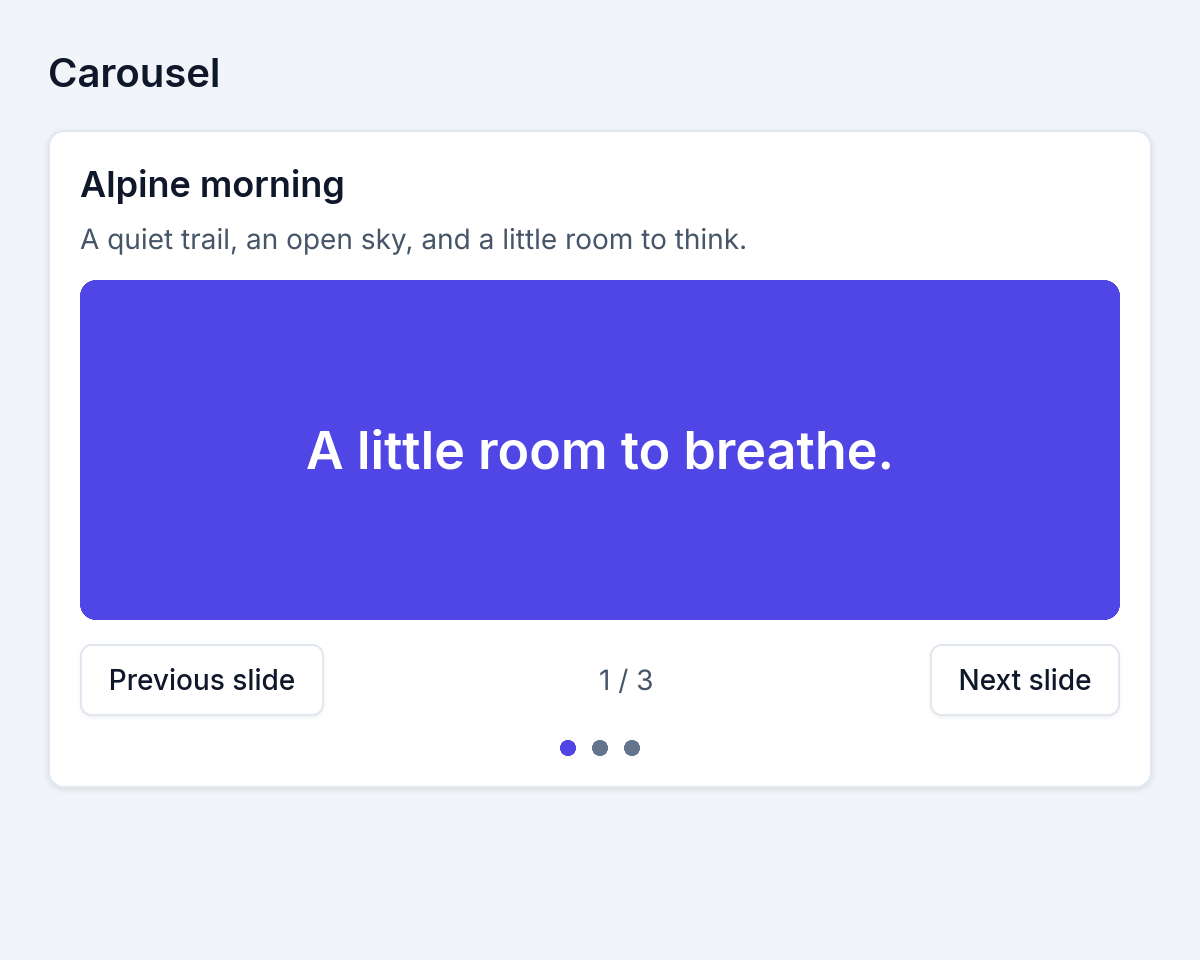 Carousel
Alpine morning
A quiet trail, an open sky, and a little room to think.
A little room to breathe.
Previous slide
1 / 3
Next slide